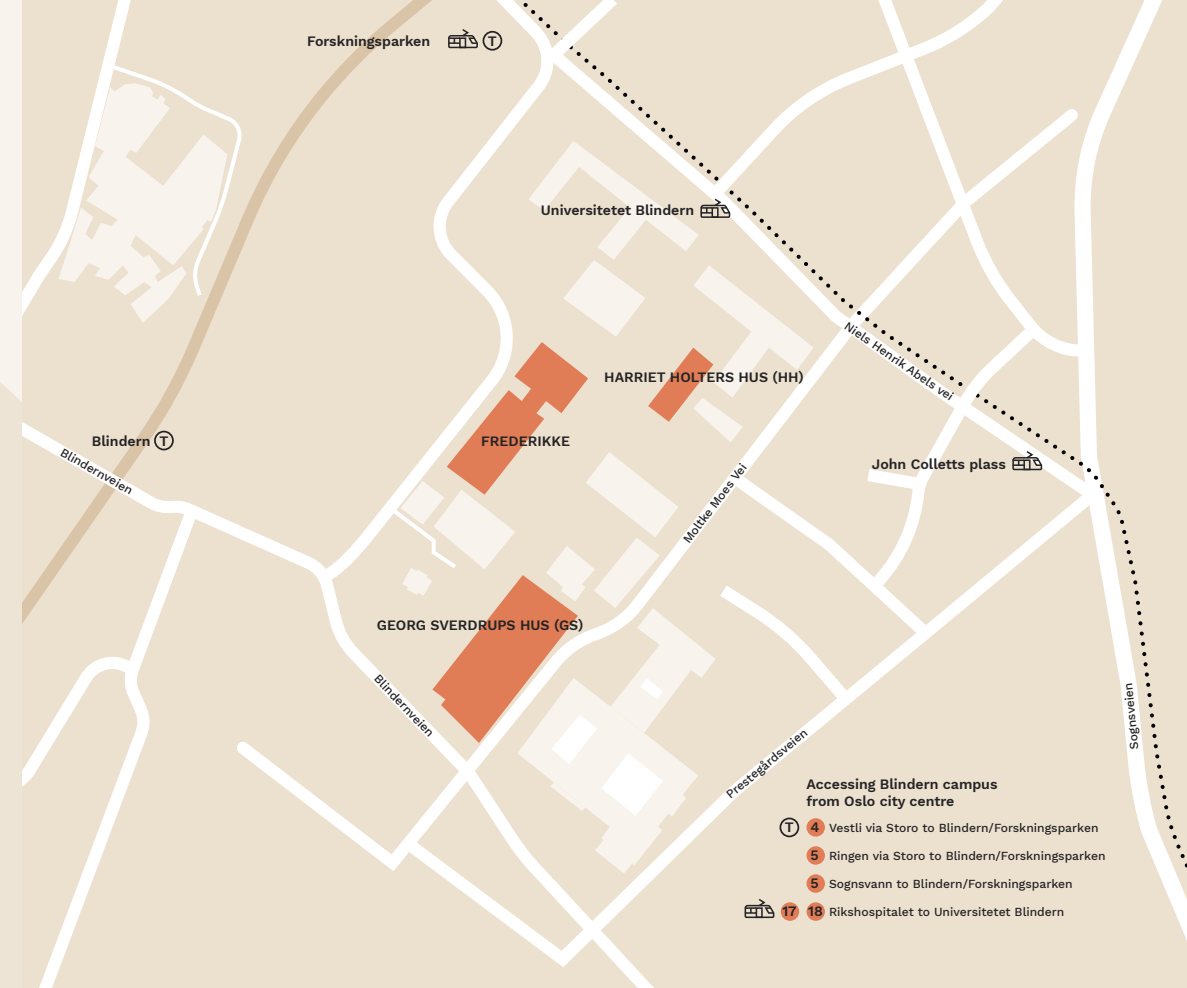 Forskningsparken T
Universitetet Blindern
Niels Henrik Abels vei
HARRIET HOLTERS HUS (HH)
FREDERIKKE
Blindern T
Blindernveien
John Colletts plass
Moltke Moes Vei
GEORG SVERDRUPS HUS (GS)
Blindernveien
Sognsveien
Prestegårdsveien
Accessing Blindern campus
from Oslo city centre
T 4 Vestli via Storo to Blindern/Forskningsparken
5 Ringen via Storo to Blindern/Forskningsparken
5 Sognsvann to Blindern/Forskningsparken
17 18 Rikshospitalet to Universitetet Blindern